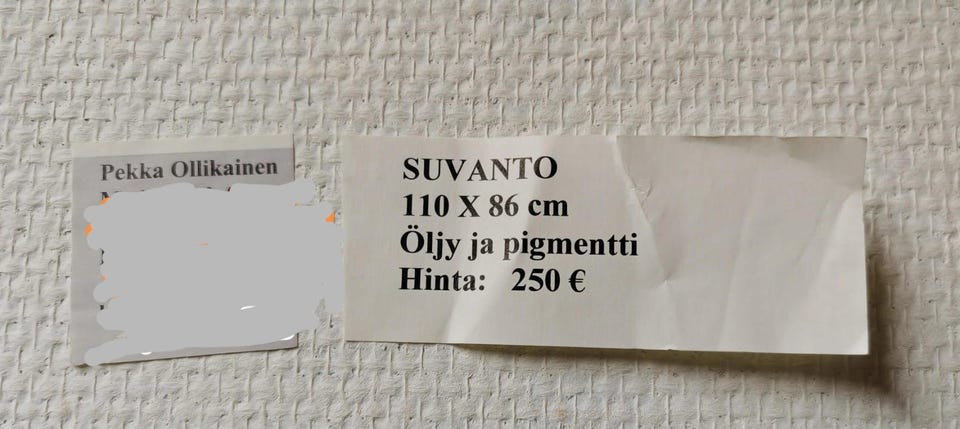 Pekka Ollikainen
SUVANTO
110 X 86 cm
Öljy ja pigmentti
Hinta: 250 €